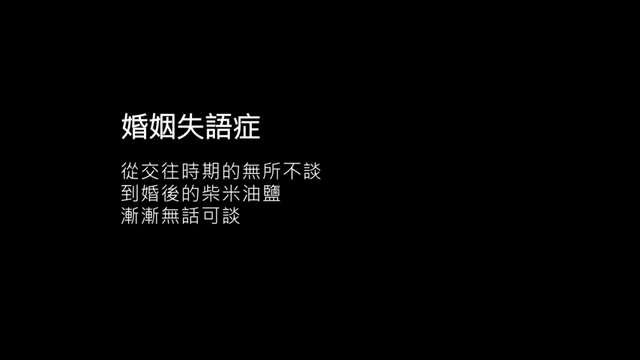 婚姻失語症
從交往時期的無所不談
到婚後的柴米油鹽
漸漸無話可談